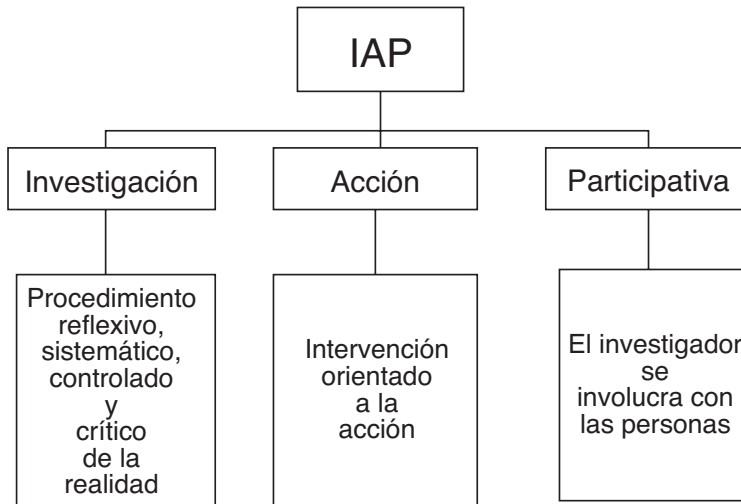 IAP
Investigación
Acción
Participativa
Procedimiento
reflexivo,
sistemático,
controlado
y
crítico
de la
realidad
Intervención
orientado
a la
acción
El investigador
se
involucra con
las personas